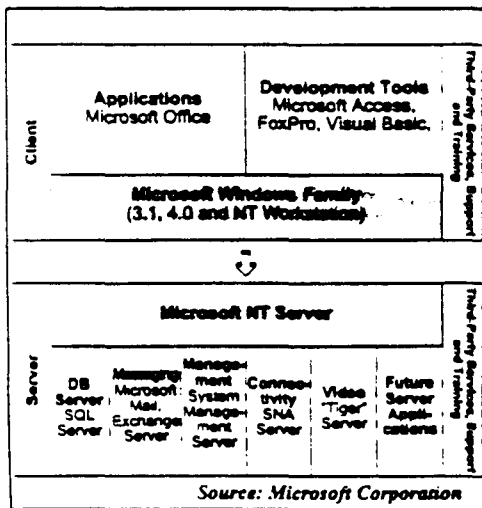 Client
Applications
Microsoft Office
Development Tools
Microsoft Access,
FoxPro, Visual Basic,
Third-Party Services, Support
and Training
Microsoft Windows Family
(3.1, 4.0 and NT Workstation)
Server
Microsoft NT Server
DB
Server
SQL
Server
Messaging
Microsoft
Mail,
Exchange
Server
Manage-
ment
System
Manage-
ment
Server
Connec-
tivity
SNA
Server
Video
"Tiger"
Server
Future
Server
Appli-
cations
Third-Party Services, Support
and Training
Source: Microsoft Corporation